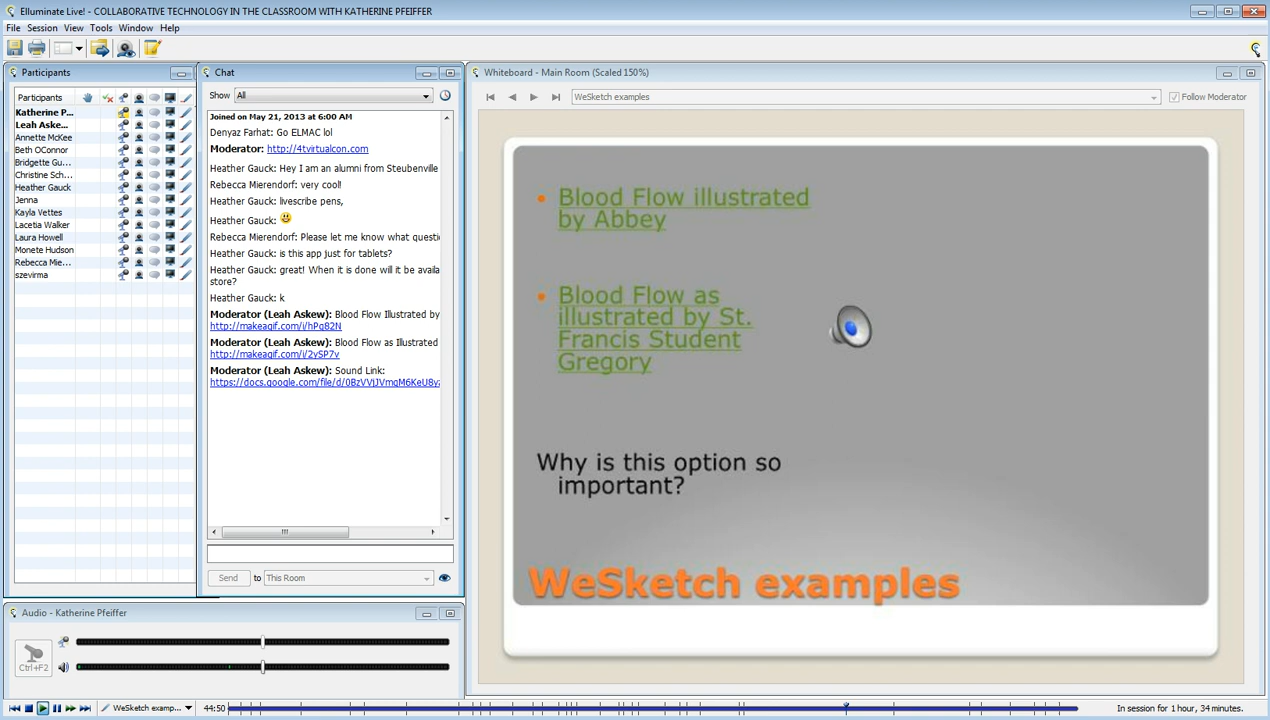 Elluminate Live! - COLLABORATIVE TECHNOLOGY IN THE CLASSROOM WITH KATHERINE PFEIFFER
File Session View Tools Window Help
Participants
Participants
Katherine P...
Leah Aske...
Annette McKee
Beth OConnor
Bridgette Gu...
Christine Sch...
Heather Gauck
Jenna
Kayla Vettes
Lacetia Walker
Laura Howell
Monete Hudson
Rebecca Mie...
szevirma
Chat
Show All
Joined on May 21, 2013 at 6:00 AM
Denyaz Farhat: Go ELMAC lol
Moderator: http://4tvirtualcon.com
Heather Gauck: Hey I am an alumni from Steubenville
Rebecca Mierendorf: very cool!
Heather Gauck: livescribe pens,
Heather Gauck:
Rebecca Mierendorf: Please let me know what questi
Heather Gauck: is this app just for tablets?
Heather Gauck: great! When it is done will it be availa
store?
Heather Gauck: k
Moderator (Leah Askew): Blood Flow Illustrated by
http://makeagif.com/i/hPq82N
Moderator (Leah Askew): Blood Flow as Illustrated
http://makeagif.com/i/2vSP7v
Moderator (Leah Askew): Sound Link:
Send to This Room
Audio - Katherine Pfeiffer
Ctrl+F2
Whiteboard - Main Room (Scaled 150%)
WeSketch examples
Follow Moderator
Blood Flow illustrated
by Abbey
Blood Flow as
illustrated by St.
Francis Student
Gregory
Why is this option so
important?
WeSketch examples
WeSketch examp... 44:50
In session for 1 hour, 34 minutes.